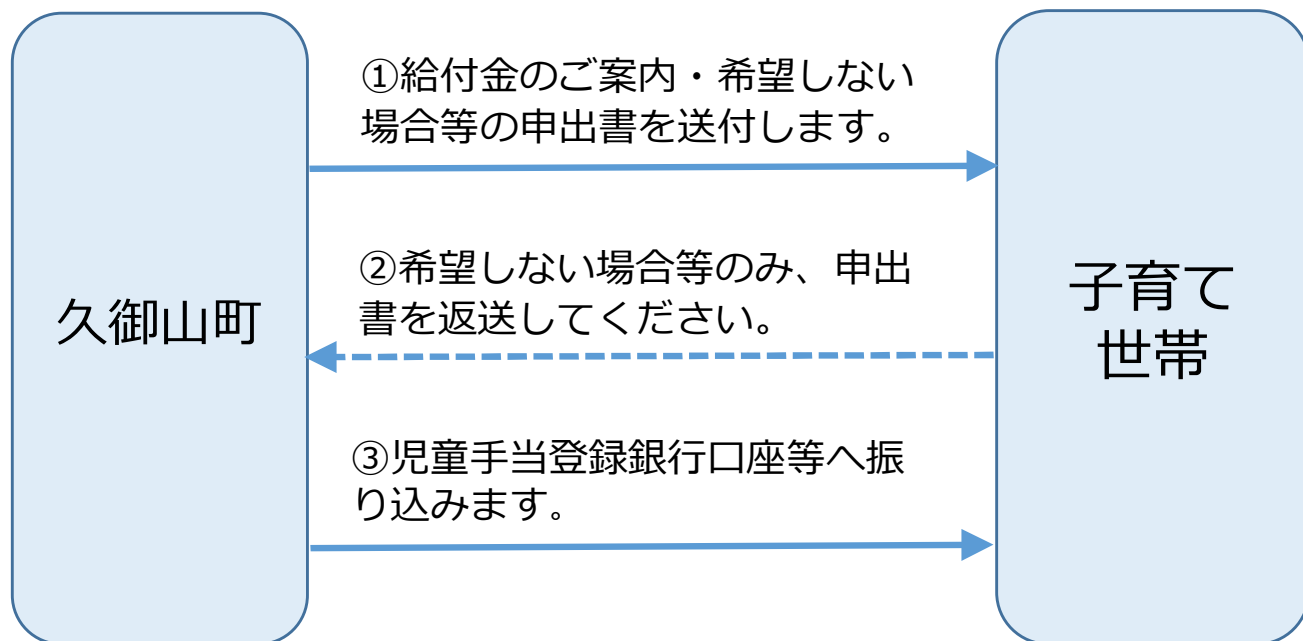 久御山町
①給付金のご案内・希望しない
場合等の申出書を送付します。
②希望しない場合等のみ、申出
書を返送してください。
③児童手当登録銀行口座等へ振
り込みます。
子育て
世帯